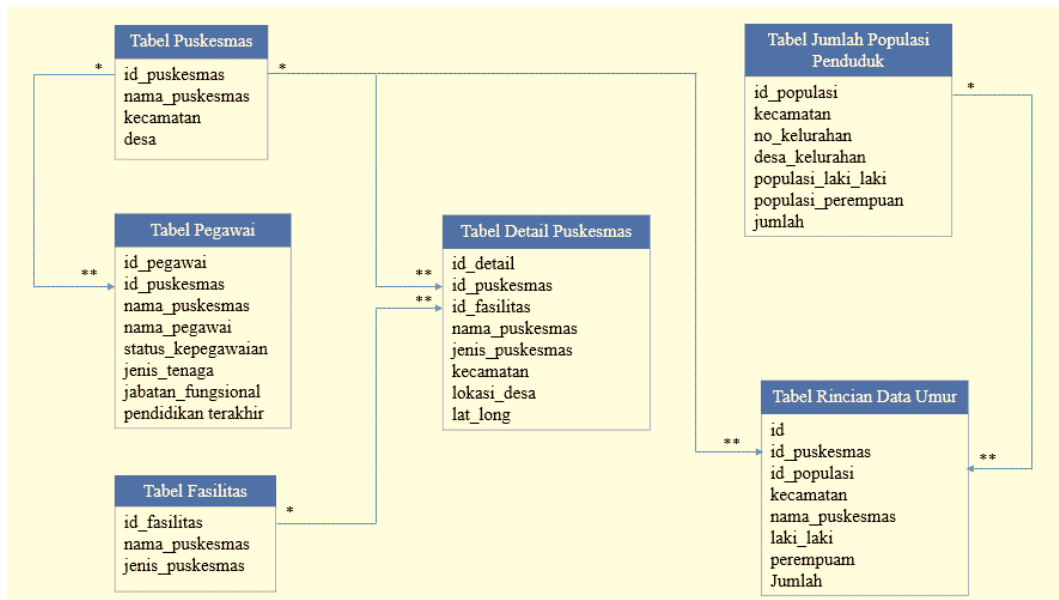 Tabel Puskesmas
*
*
id_puskesmas
nama_puskesmas
kecamatan
desa
Tabel Jumlah Populasi
Penduduk
*
id_populasi
kecamatan
no_kelurahan
desa_kelurahan
populasi_laki_laki
populasi_perempuan
jumlah
Tabel Pegawai
**
id_pegawai
id_puskesmas
nama_puskesmas
nama_pegawai
status_kepegawaian
jenis_tenaga
jabatan_fungsional
pendidikan terakhir
Tabel Detail Puskesmas
**
**
id_detail
id_puskesmas
id_fasilitas
nama_puskesmas
jenis_puskesmas
kecamatan
lokasi_desa
lat_long
Tabel Rincian Data Umur
**
**
id
id_puskesmas
id_populasi
kecamatan
nama_puskesmas
laki_laki
perempuam
Jumlah
Tabel Fasilitas
*
id_fasilitas
nama_puskesmas
jenis_puskesmas